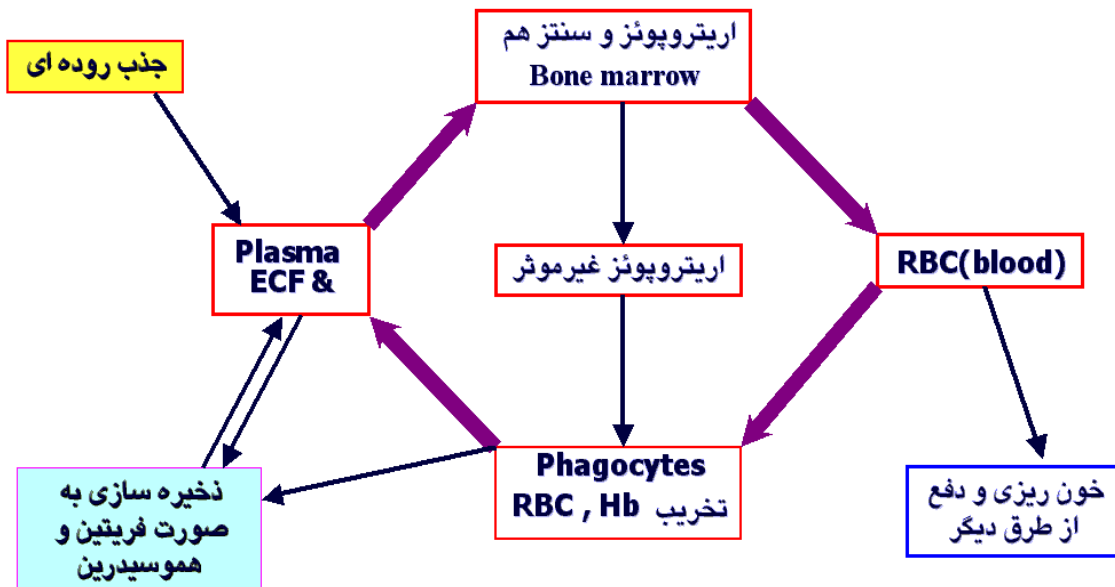 اریتروپوئز و سنتز هم
Bone marrow
جذب روده ای
Plasma
ECF &
اریتروپوئز غیرموثر
RBC(blood)
Phagocytes
تخریب RBC , Hb
ذخیره سازی به
صورت فریتین و
هموسیدرین
خون ریزی و دفع
از طرق دیگر